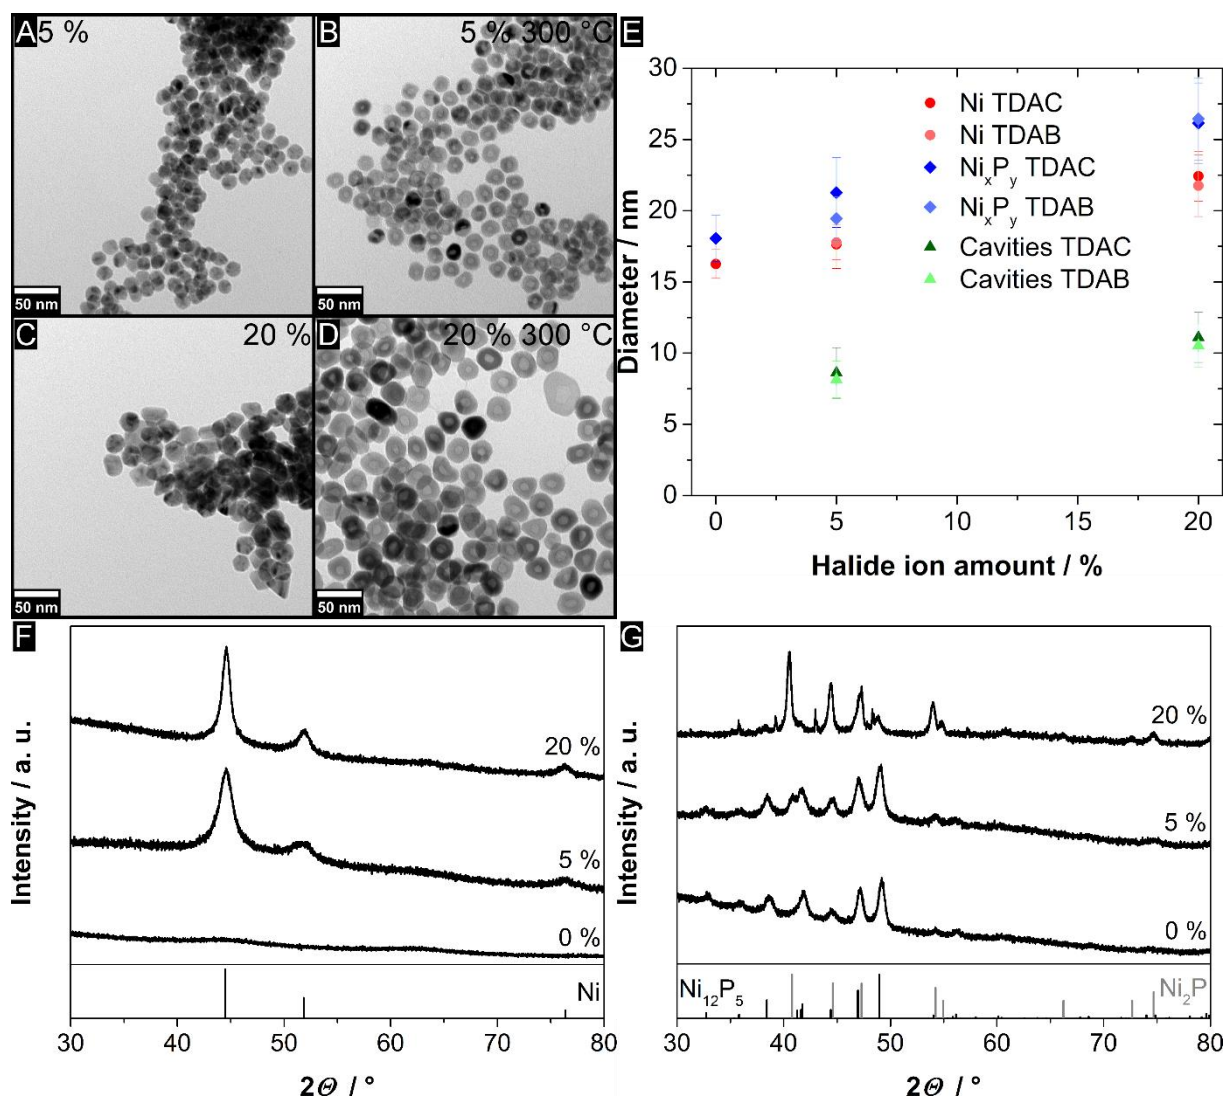 A 5 %
50 nm
B 5 % 300 °C
50 nm
C 20 %
50 nm
D 20 % 300 °C
50 nm
E
Diameter / nm
30
25
20
15
10
5
0
Ni TDAC
Ni TDAB
NiₓPᵧ TDAC
NiₓPᵧ TDAB
Cavities TDAC
Cavities TDAB
0 5 10 15 20
Halide ion amount / %
F
Intensity / a. u.
20 %
5 %
0 %
Ni
30 40 50 60 70 80
2Θ / °
G
Intensity / a. u.
20 %
5 %
0 %
Ni₁₂P₅ Ni₂P
30 40 50 60 70 80
2Θ / °